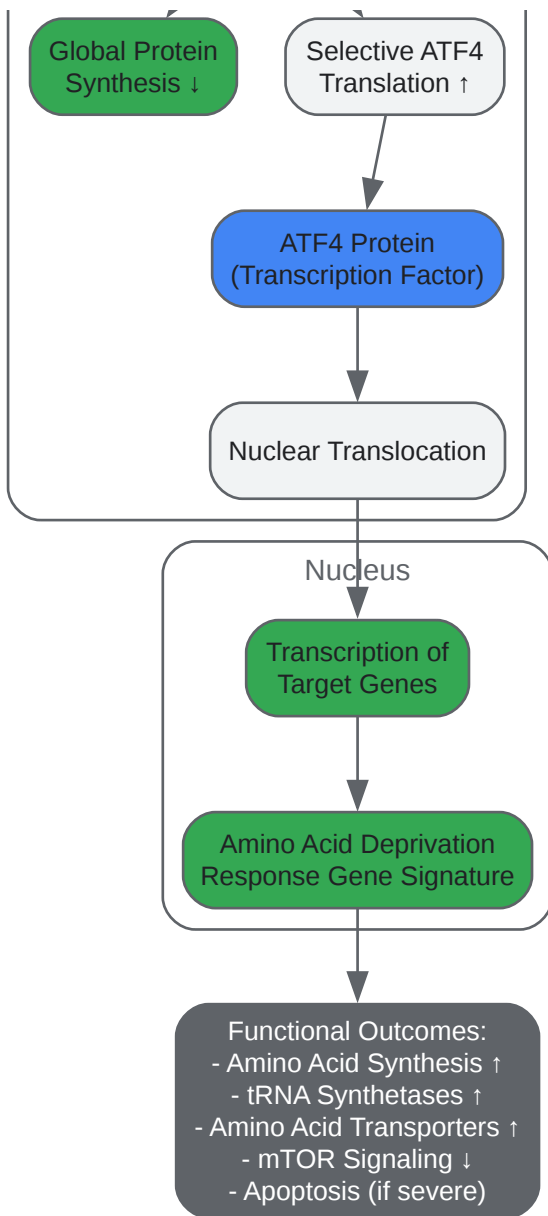 Global Protein
Synthesis ↓
Selective ATF4
Translation ↑
ATF4 Protein
(Transcription Factor)
Nuclear Translocation
Nucleus
Transcription of
Target Genes
Amino Acid Deprivation
Response Gene Signature
Functional Outcomes:
- Amino Acid Synthesis ↑
- tRNA Synthetases ↑
- Amino Acid Transporters ↑
- mTOR Signaling ↓
- Apoptosis (if severe)